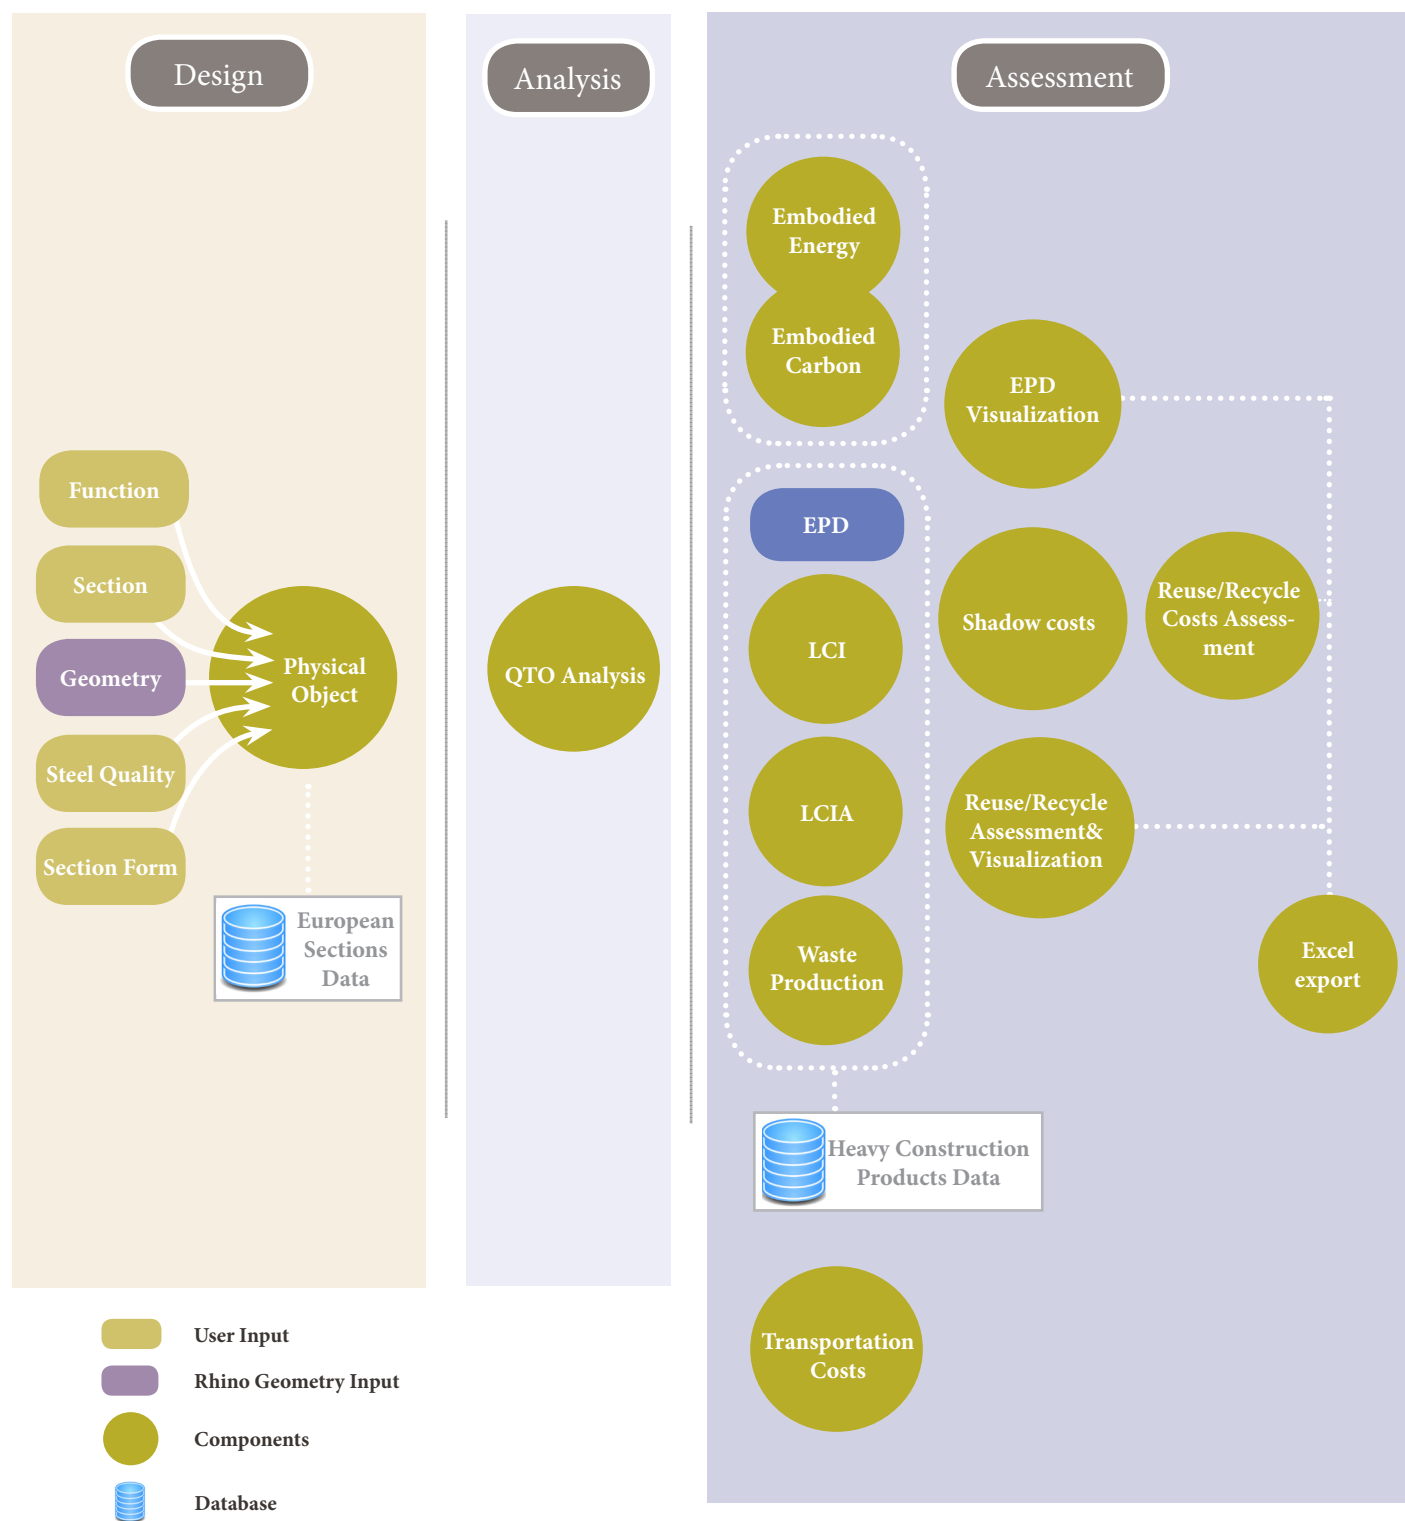 Design
Analysis
Assessment
Function
Section
Geometry
Steel Quality
Section Form
Physical
Object
European
Sections
Data
QTO Analysis
Embodied
Energy
Embodied
Carbon
EPD
LCI
LCIA
Waste
Production
Heavy Construction
Products Data
Transportation
Costs
EPD
Visualization
Shadow costs
Reuse/Recycle
Assessment&
Visualization
Reuse/Recycle
Costs Assess-
ment
Excel
export
User Input
Rhino Geometry Input
Components
Database